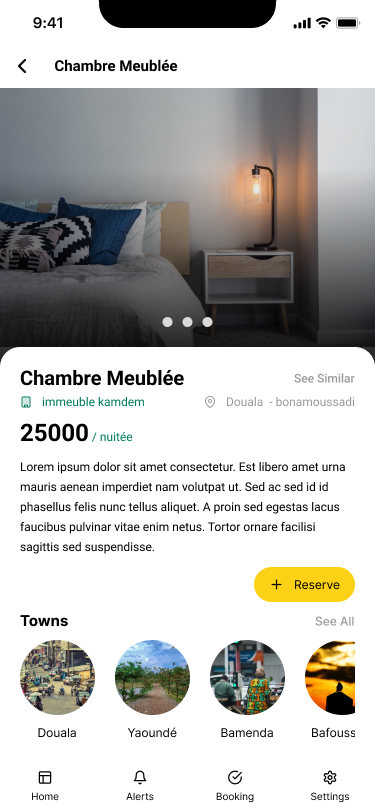 9:41
Chambre Meublée
Chambre Meublée
See Similar
immeuble kamdem
Douala - bonamoussadi
25000 / nuitée
Lorem ipsum dolor sit amet consectetur. Est libero amet urna
mauris aenean imperdiet nam volutpat ut. Sed ac sed id id
phasellus felis nunc tellus aliquet. A proin sed egestas lacus
faucibus pulvinar vitae enim netus. Tortor ornare facilisi
sagittis sed suspendisse.
+ Reserve
Towns
See All
Douala
Yaoundé
Bamenda
Bafouss
Home
Alerts
Booking
Settings